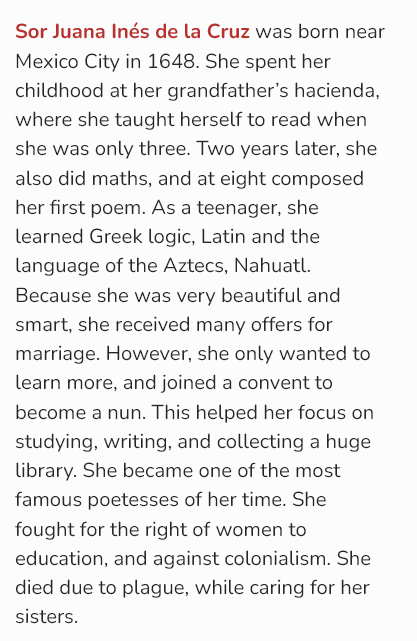 Sor Juana Inés de la Cruz was born near
Mexico City in 1648. She spent her
childhood at her grandfather’s hacienda,
where she taught herself to read when
she was only three. Two years later, she
also did maths, and at eight composed
her first poem. As a teenager, she
learned Greek logic, Latin and the
language of the Aztecs, Nahuatl.
Because she was very beautiful and
smart, she received many offers for
marriage. However, she only wanted to
learn more, and joined a convent to
become a nun. This helped her focus on
studying, writing, and collecting a huge
library. She became one of the most
famous poetesses of her time. She
fought for the right of women to
education, and against colonialism. She
died due to plague, while caring for her
sisters.